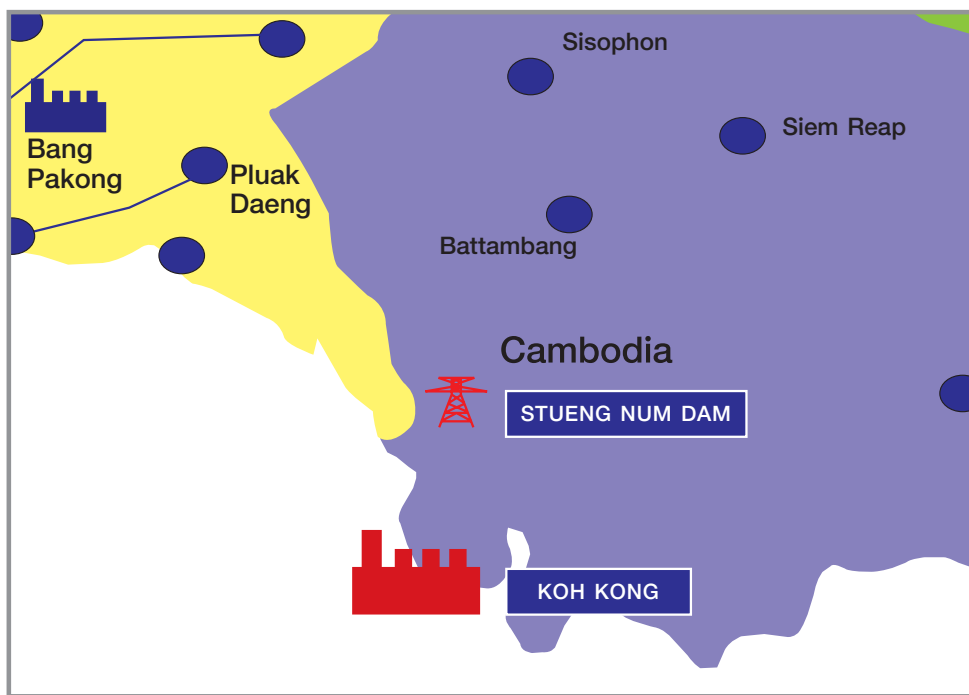 Sisophon
Siem Reap
Bang
Pakong
Pluak
Daeng
Battambang
Cambodia
STUENG NUM DAM
KOH KONG